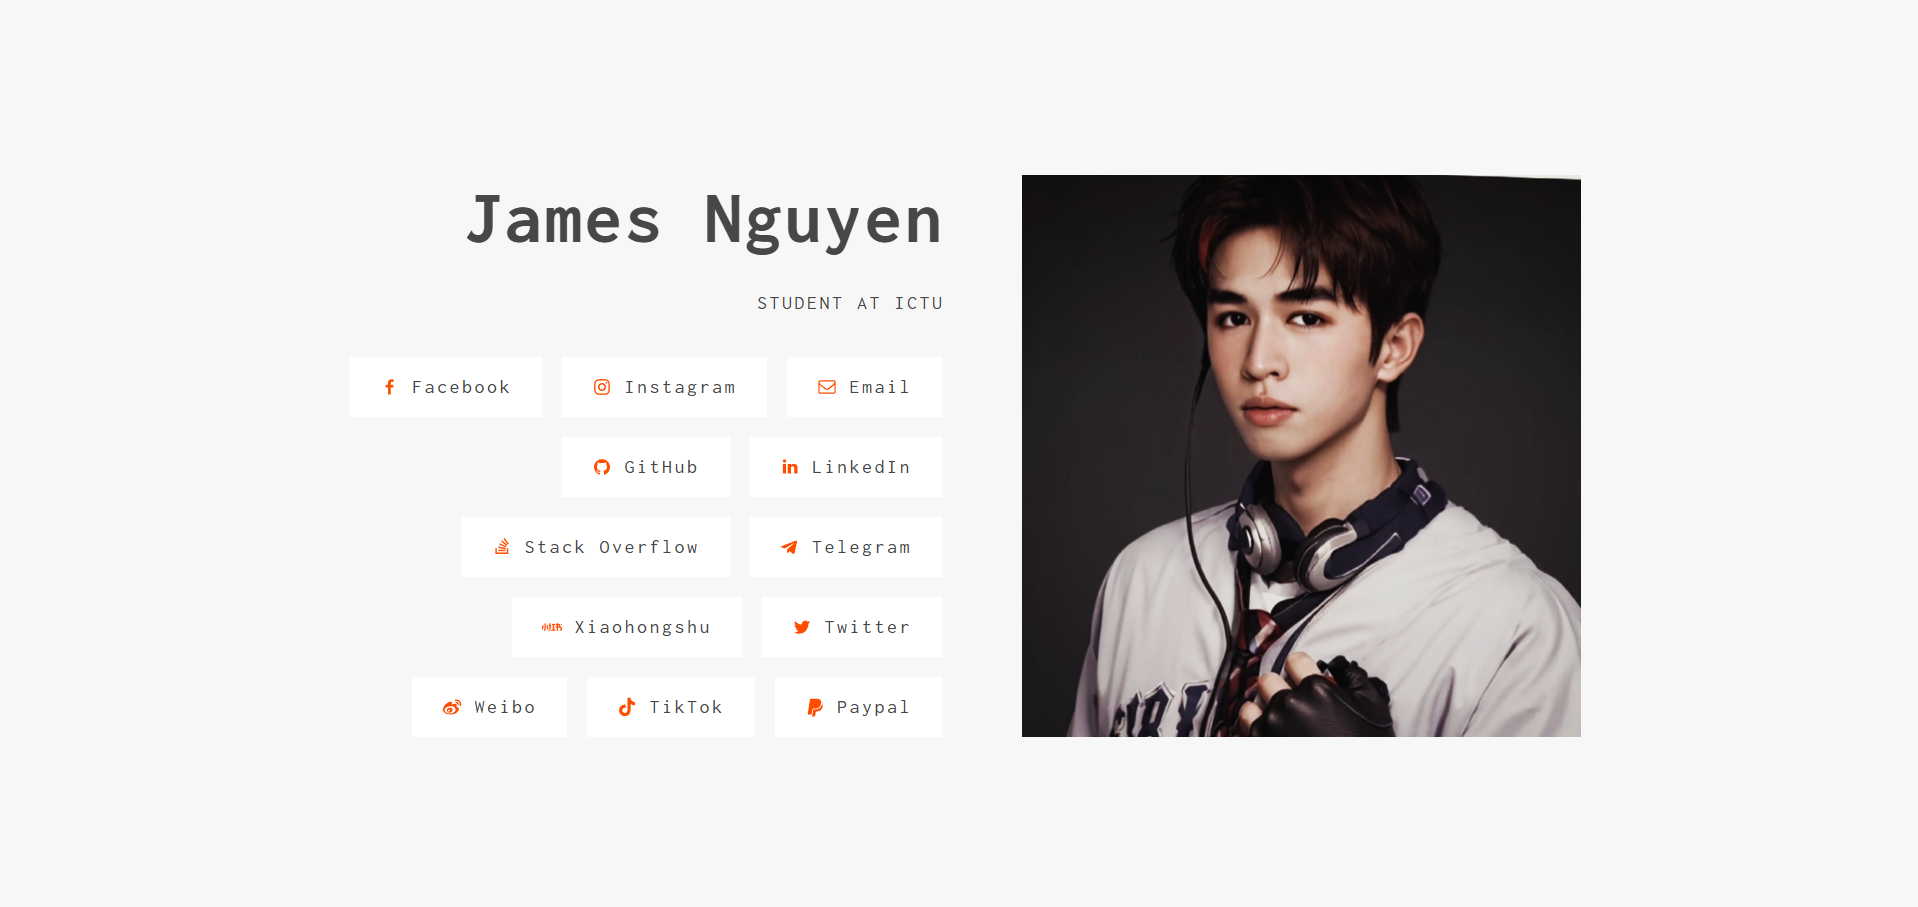 James Nguyen
STUDENT AT ICTU
Facebook Instagram Email
GitHub LinkedIn
Stack Overflow Telegram
小红书 Xiaohongshu Twitter
Weibo TikTok Paypal